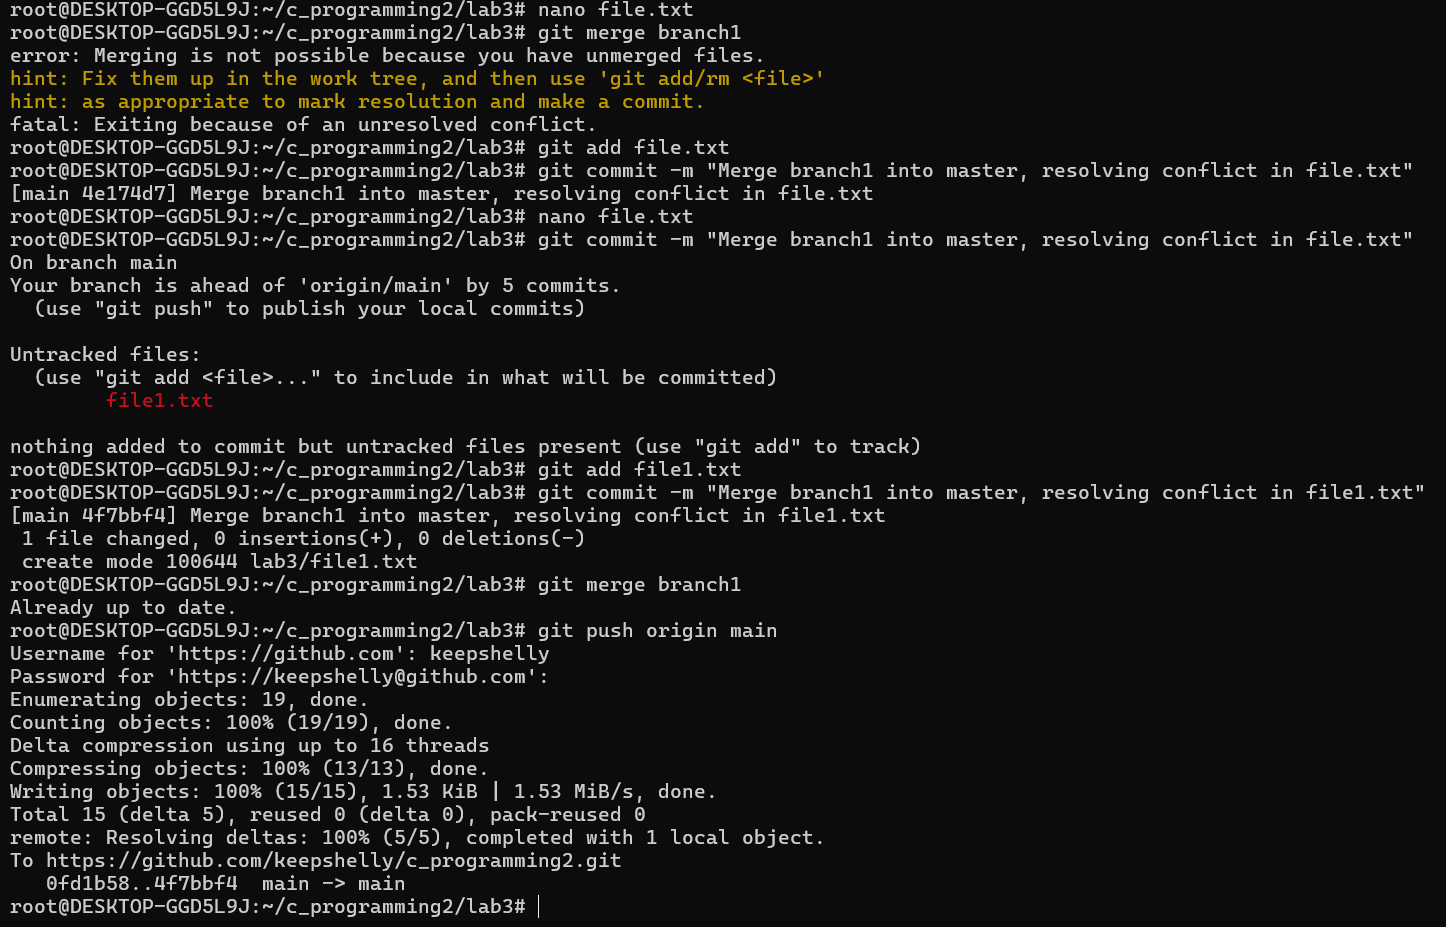 root@DESKTOP-GGD5L9J:~/c_programming2/lab3# nano file.txt
root@DESKTOP-GGD5L9J:~/c_programming2/lab3# git merge branch1
error: Merging is not possible because you have unmerged files.
hint: Fix them up in the work tree, and then use 'git add/rm <file>'
hint: as appropriate to mark resolution and make a commit.
fatal: Exiting because of an unresolved conflict.
root@DESKTOP-GGD5L9J:~/c_programming2/lab3# git add file.txt
root@DESKTOP-GGD5L9J:~/c_programming2/lab3# git commit -m "Merge branch1 into master, resolving conflict in file.txt"
[main 4e174d7] Merge branch1 into master, resolving conflict in file.txt
root@DESKTOP-GGD5L9J:~/c_programming2/lab3# nano file.txt
root@DESKTOP-GGD5L9J:~/c_programming2/lab3# git commit -m "Merge branch1 into master, resolving conflict in file.txt"
On branch main
Your branch is ahead of 'origin/main' by 5 commits.
  (use "git push" to publish your local commits)

Untracked files:
  (use "git add <file>..." to include in what will be committed)
        file1.txt

nothing added to commit but untracked files present (use "git add" to track)
root@DESKTOP-GGD5L9J:~/c_programming2/lab3# git add file1.txt
root@DESKTOP-GGD5L9J:~/c_programming2/lab3# git commit -m "Merge branch1 into master, resolving conflict in file1.txt"
[main 4f7bbf4] Merge branch1 into master, resolving conflict in file1.txt
 1 file changed, 0 insertions(+), 0 deletions(-)
 create mode 100644 lab3/file1.txt
root@DESKTOP-GGD5L9J:~/c_programming2/lab3# git merge branch1
Already up to date.
root@DESKTOP-GGD5L9J:~/c_programming2/lab3# git push origin main
Username for 'https://github.com': keepshelly
Password for 'https://keepshelly@github.com':
Enumerating objects: 19, done.
Counting objects: 100% (19/19), done.
Delta compression using up to 16 threads
Compressing objects: 100% (13/13), done.
Writing objects: 100% (15/15), 1.53 KiB | 1.53 MiB/s, done.
Total 15 (delta 5), reused 0 (delta 0), pack-reused 0
remote: Resolving deltas: 100% (5/5), completed with 1 local object.
To https://github.com/keepshelly/c_programming2.git
   0fd1b58..4f7bbf4  main -> main
root@DESKTOP-GGD5L9J:~/c_programming2/lab3#